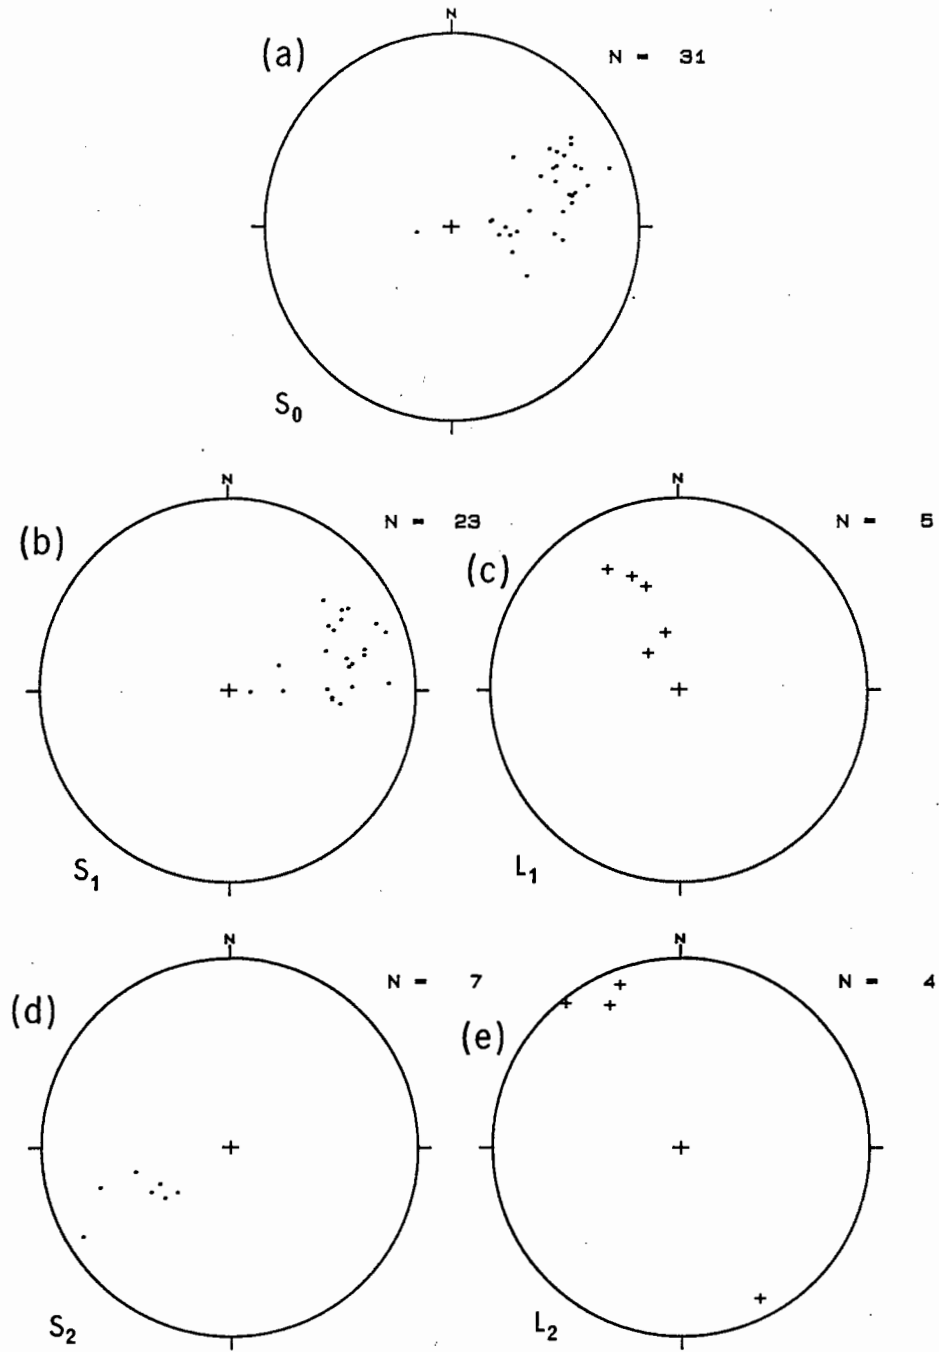 N
(a)
N = 31
S0
N
(b)
N = 23
S1
N
(c)
N = 5
L1
N
(d)
N = 7
S2
N
(e)
N = 4
L2